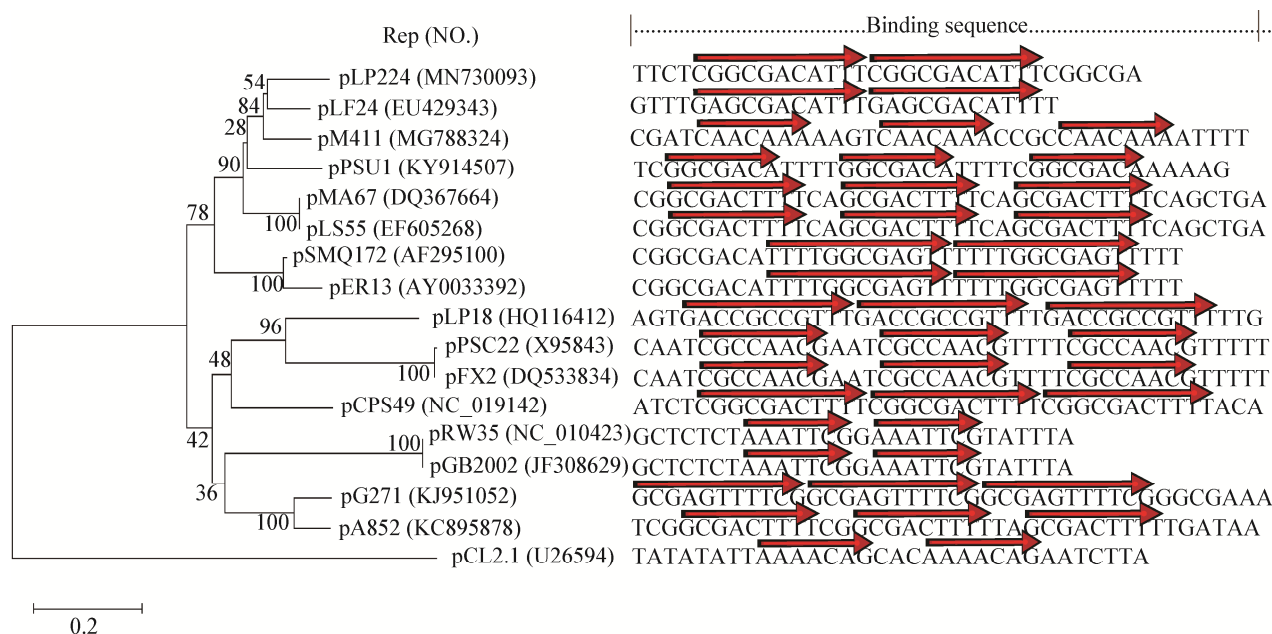 Rep (NO.)
Binding sequence
54
pLP224 (MN730093) TTCTCGGCGACATTTCGGCGACATTTCGGCGA
84
pLF24 (EU429343) GTTTGAGCGACATTTGAGCGACATTTT
28
pM411 (MG788324) CGATCAACAAAAAGTCAACAAACCGCCAACAAAATTTT
90
pPSU1 (KY914507) TCGGCGACATTTTGGCGACATTTTCGGCGACAAAAAG
pMA67 (DQ367664) CGGCGACTTTTCAGCGACTTTTCAGCGACTTTTCAGCTGA
78
100
pLS55 (EF605268) CGGCGACTTTTCAGCGACTTTTCAGCGACTTTTCAGCTGA
pSMQ172 (AF295100) CGGCGACATTTTGGCGAGTTTTTTGGCGAGTTTTT
100
pER13 (AY0033392) CGGCGACATTTTGGCGAGTTTTTTGGCGAGTTTTT
96
pLP18 (HQ116412) AGTGACCGCCGTTTGACCGCCGTTTTGACCGCCGTTTTTG
48
pPSC22 (X95843) CAATCGCCAACGAATCGCCAACGTTTTCGCCAACGTTTTT
100
pFX2 (DQ533834) CAATCGCCAACGAATCGCCAACGTTTTCGCCAACGTTTTT
pCPS49 (NC_019142) ATCTCGGCGACTTTTCGGCGACTTTTCGGCGACTTTTACA
42
100
pRW35 (NC_010423) GCTCTCTAAATTCGGAAATTCGTATTTA
pGB2002 (JF308629) GCTCTCTAAATTCGGAAATTCGTATTTA
36
pG271 (KJ951052) GCGAGTTTTCGGCGAGTTTTCGGCGAGTTTTCGGGCGAAA
100
pA852 (KC895878) TCGGCGACTTTTCGGCGACTTTTTAGCGACTTTTTGATAA
pCL2.1 (U26594) TATATATTAAAACAGCACAAAACAGAATCTTA
0.2